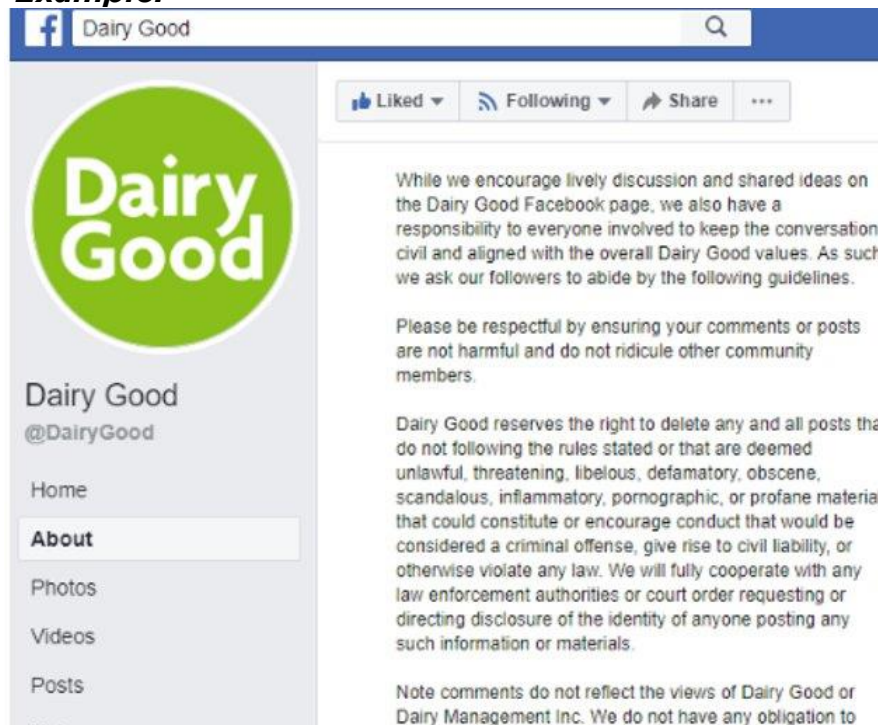 Example:
Dairy Good
Liked
Following
Share
Dairy
Good
Dairy Good
@DairyGood
Home
About
Photos
Videos
Posts
While we encourage lively discussion and shared ideas on
the Dairy Good Facebook page, we also have a
responsibility to everyone involved to keep the conversation
civil and aligned with the overall Dairy Good values. As such
we ask our followers to abide by the following guidelines.
Please be respectful by ensuring your comments or posts
are not harmful and do not ridicule other community
members.
Dairy Good reserves the right to delete any and all posts tha
do not following the rules stated or that are deemed
unlawful, threatening, libelous, defamatory, obscene,
scandalous, inflammatory, pornographic, or profane materia
that could constitute or encourage conduct that would be
considered a criminal offense, give rise to civil liability, or
otherwise violate any law. We will fully cooperate with any
law enforcement authorities or court order requesting or
directing disclosure of the identity of anyone posting any
such information or materials.
Note comments do not reflect the views of Dairy Good or
Dairy Management Inc. We do not have any obligation to